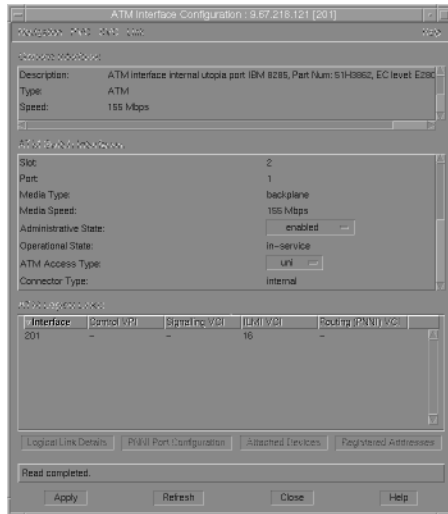 ATM Interface Configuration : 9.67.218.121 [201]
Help
Description: ATM interface internal utopia port IBM 8285, Part Num: 51H3862, EC level: E280
Type: ATM
Speed: 155 Mbps
Slot: 2
Port: 1
Media Type: backplane
Media Speed: 155 Mbps
Administrative State: enabled
Operational State: in-service
ATM Access Type: uni
Connector Type: internal
Interface Control VPI Signaling VCI ILMI VCI Routing (PNNI) VCI
201 - - 16 -
Logical Link Details PNNI Port Configuration Attached Devices Registered Addresses
Read completed.
Apply Refresh Close Help